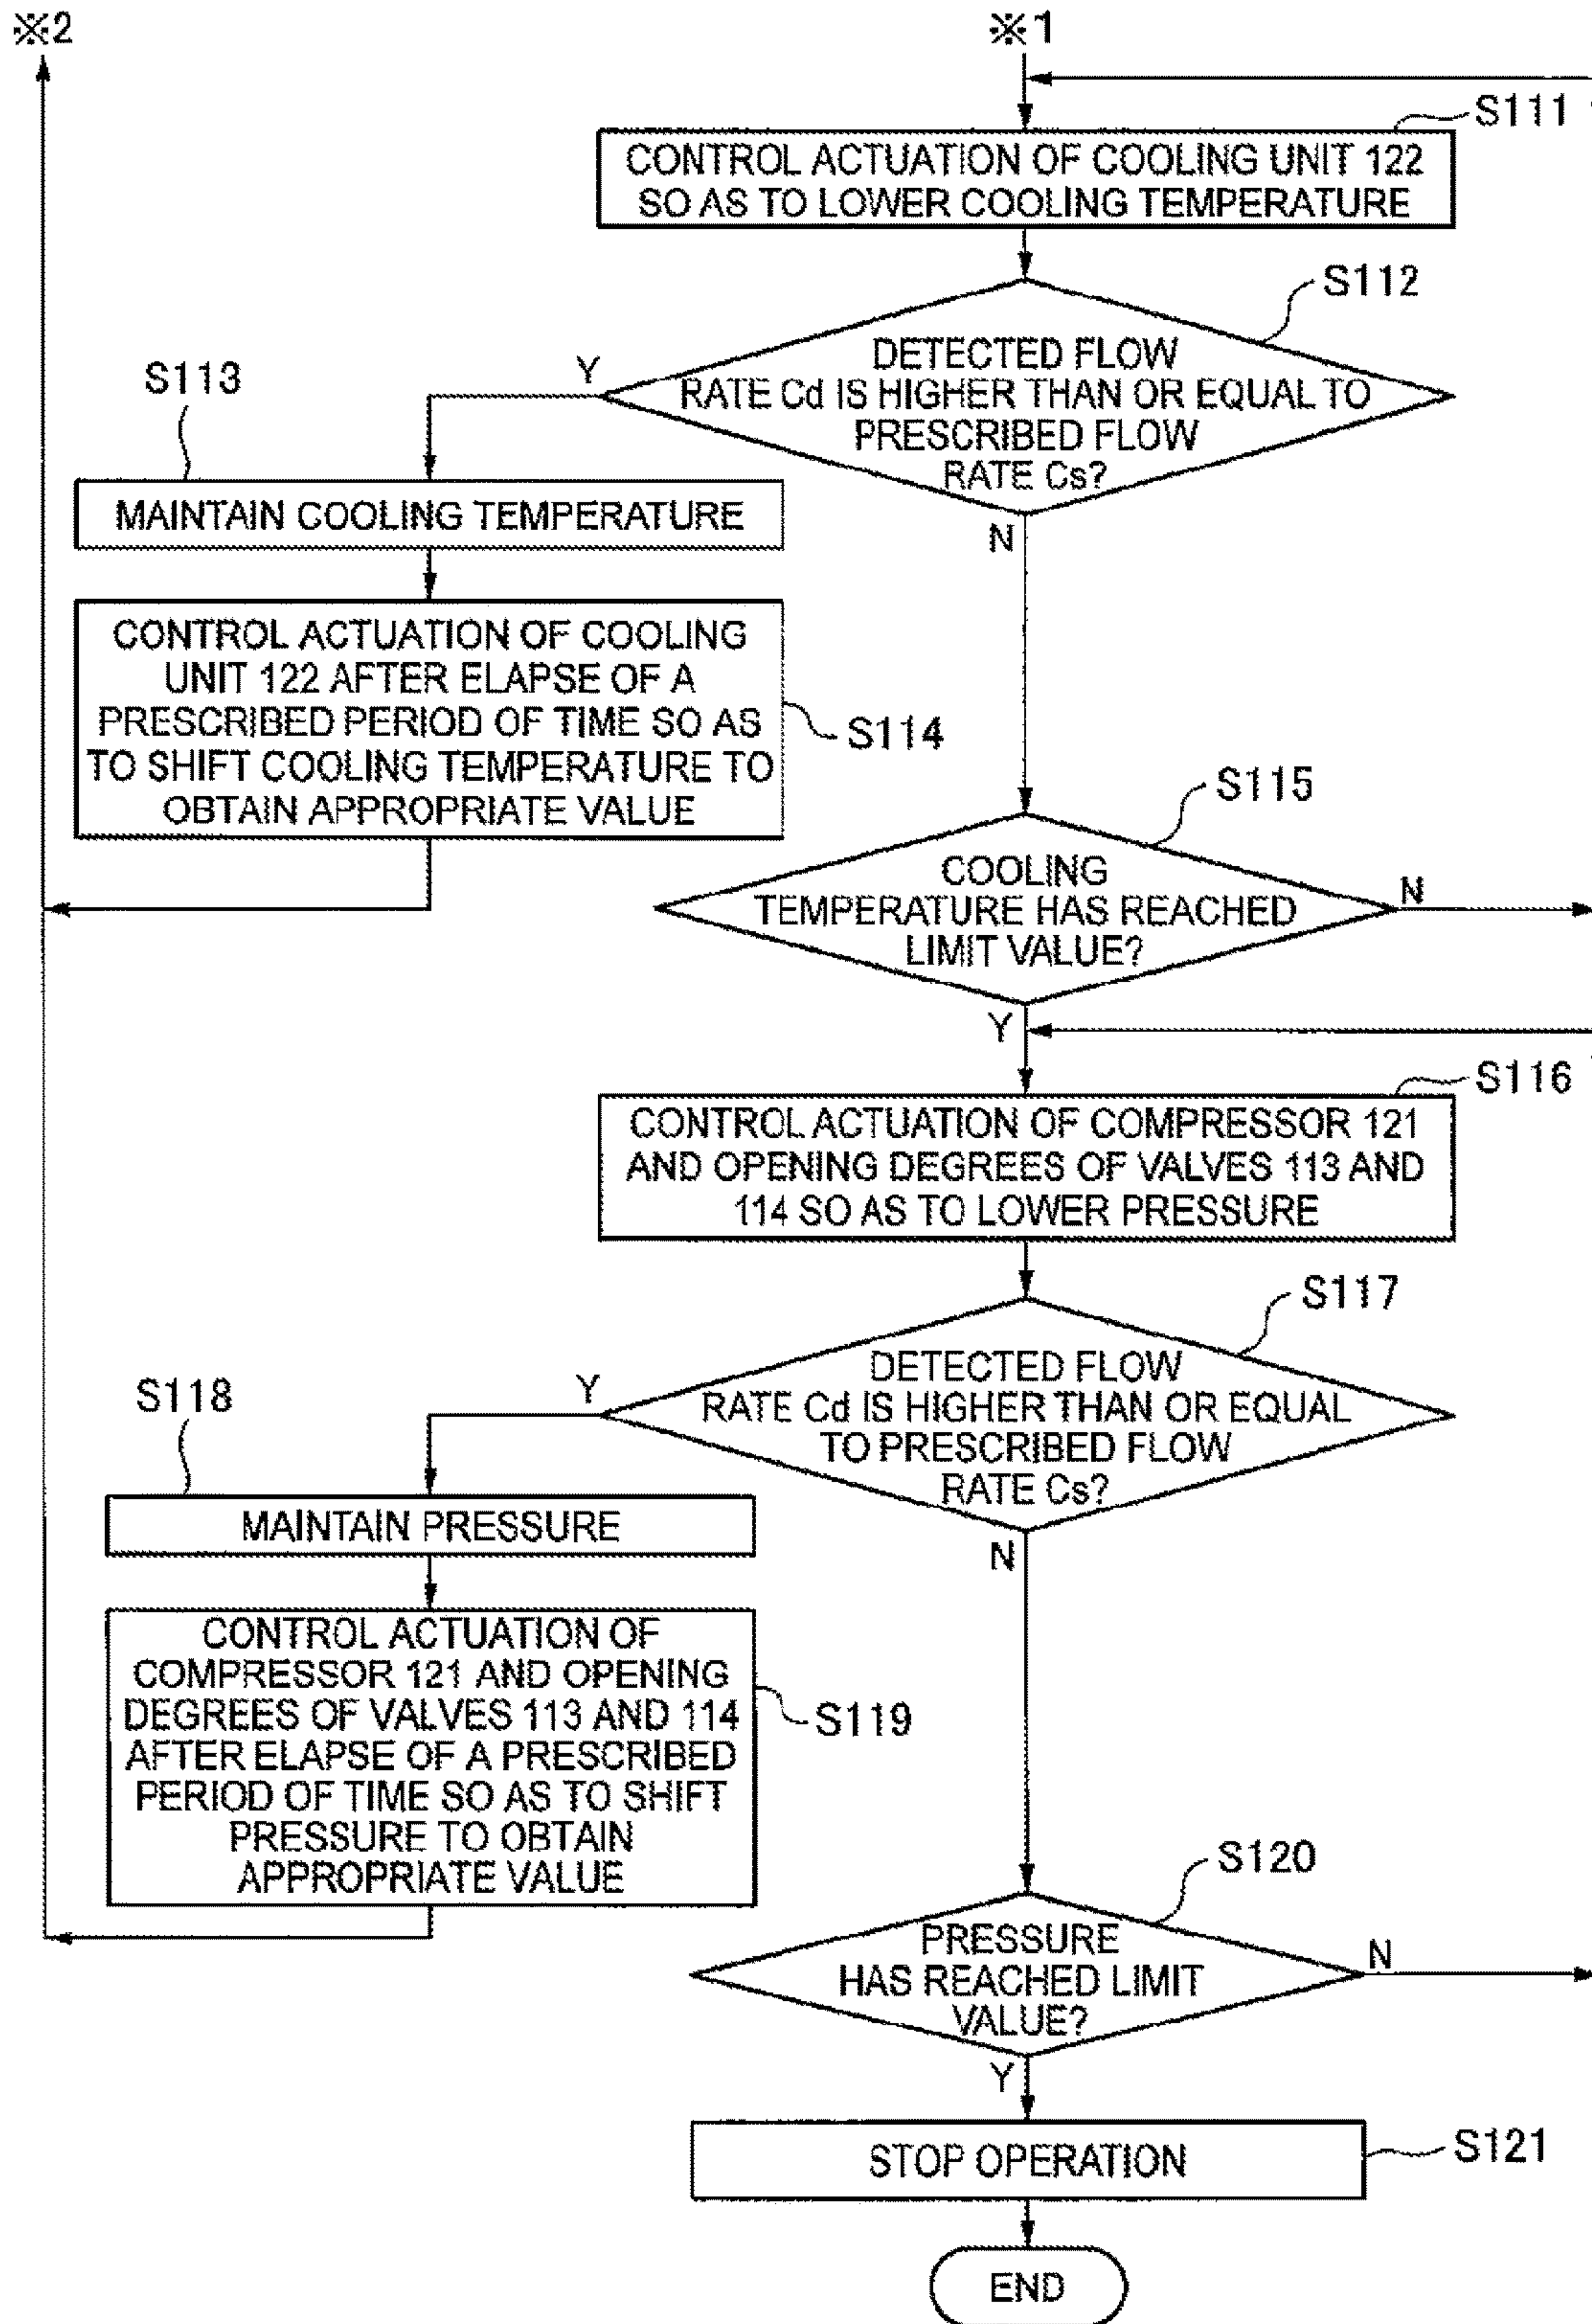 ※2
※1
S111
CONTROL ACTUATION OF COOLING UNIT 122
SO AS TO LOWER COOLING TEMPERATURE
S112
DETECTED FLOW
RATE Cd IS HIGHER THAN OR EQUAL TO
PRESCRIBED FLOW
RATE Cs?
Y
N
S113
MAINTAIN COOLING TEMPERATURE
CONTROL ACTUATION OF COOLING
UNIT 122 AFTER ELAPSE OF A
PRESCRIBED PERIOD OF TIME SO AS
TO SHIFT COOLING TEMPERATURE TO
OBTAIN APPROPRIATE VALUE
S114
S115
COOLING
TEMPERATURE HAS REACHED
LIMIT VALUE?
N
Y
S116
CONTROL ACTUATION OF COMPRESSOR 121
AND OPENING DEGREES OF VALVES 113 AND
114 SO AS TO LOWER PRESSURE
S117
DETECTED FLOW
RATE Cd IS HIGHER THAN OR EQUAL
TO PRESCRIBED FLOW
RATE Cs?
Y
N
S118
MAINTAIN PRESSURE
CONTROL ACTUATION OF
COMPRESSOR 121 AND OPENING
DEGREES OF VALVES 113 AND 114
AFTER ELAPSE OF A PRESCRIBED
PERIOD OF TIME SO AS TO SHIFT
PRESSURE TO OBTAIN
APPROPRIATE VALUE
S119
S120
PRESSURE
HAS REACHED LIMIT
VALUE?
N
Y
STOP OPERATION
S121
END